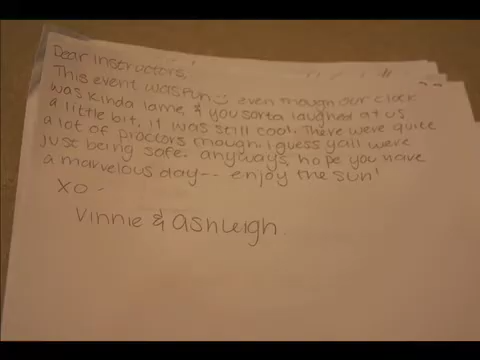 Dear instructors,
This event was fun :) even though our clock
was kinda lame, & you sorta laughed at us
a little bit. it was still cool. There were quite
a lot of proctors though. I guess yall were
just being safe. anyways, hope you have
a marvelous day-- enjoy the sun!
XO -
Vinnie & Ashleigh